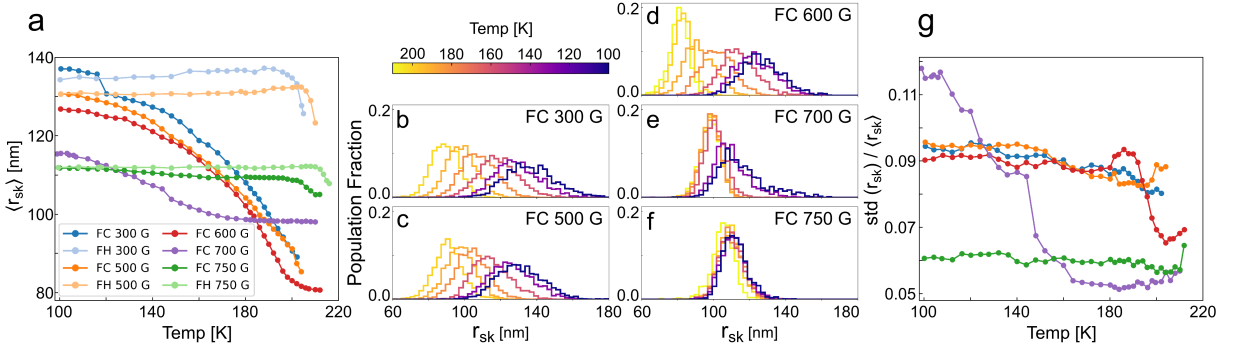 a
140
120
100
80
⟨r_sk⟩ [nm]
FC 300 G
FH 300 G
FC 500 G
FH 500 G
FC 600 G
FC 700 G
FC 750 G
FH 750 G
100
140
180
220
Temp [K]
Temp [K]
200 180 160 140 120 100
Population Fraction
b
FC 300 G
0.2
0.0
c
FC 500 G
0.2
0.0
60 100 140 180
r_sk [nm]
d
FC 600 G
0.2
0.0
e
FC 700 G
0.2
0.0
f
FC 750 G
0.2
0.0
60 100 140 180
r_sk [nm]
g
0.11
0.09
0.07
0.05
std ⟨r_sk⟩ / ⟨r_sk⟩
100
140
180
220
Temp [K]